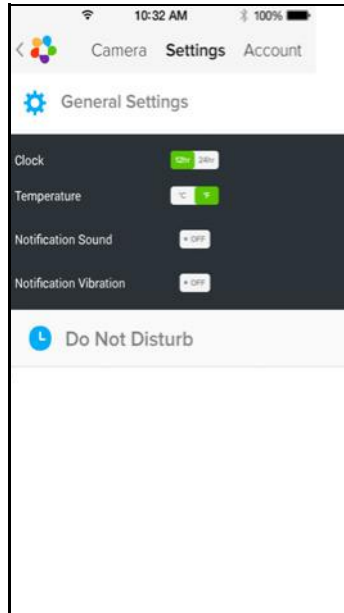 10:32 AM 100%
Camera Settings Account
General Settings
Clock 12hr 24hr
Temperature °C °F
Notification Sound OFF
Notification Vibration OFF
Do Not Disturb